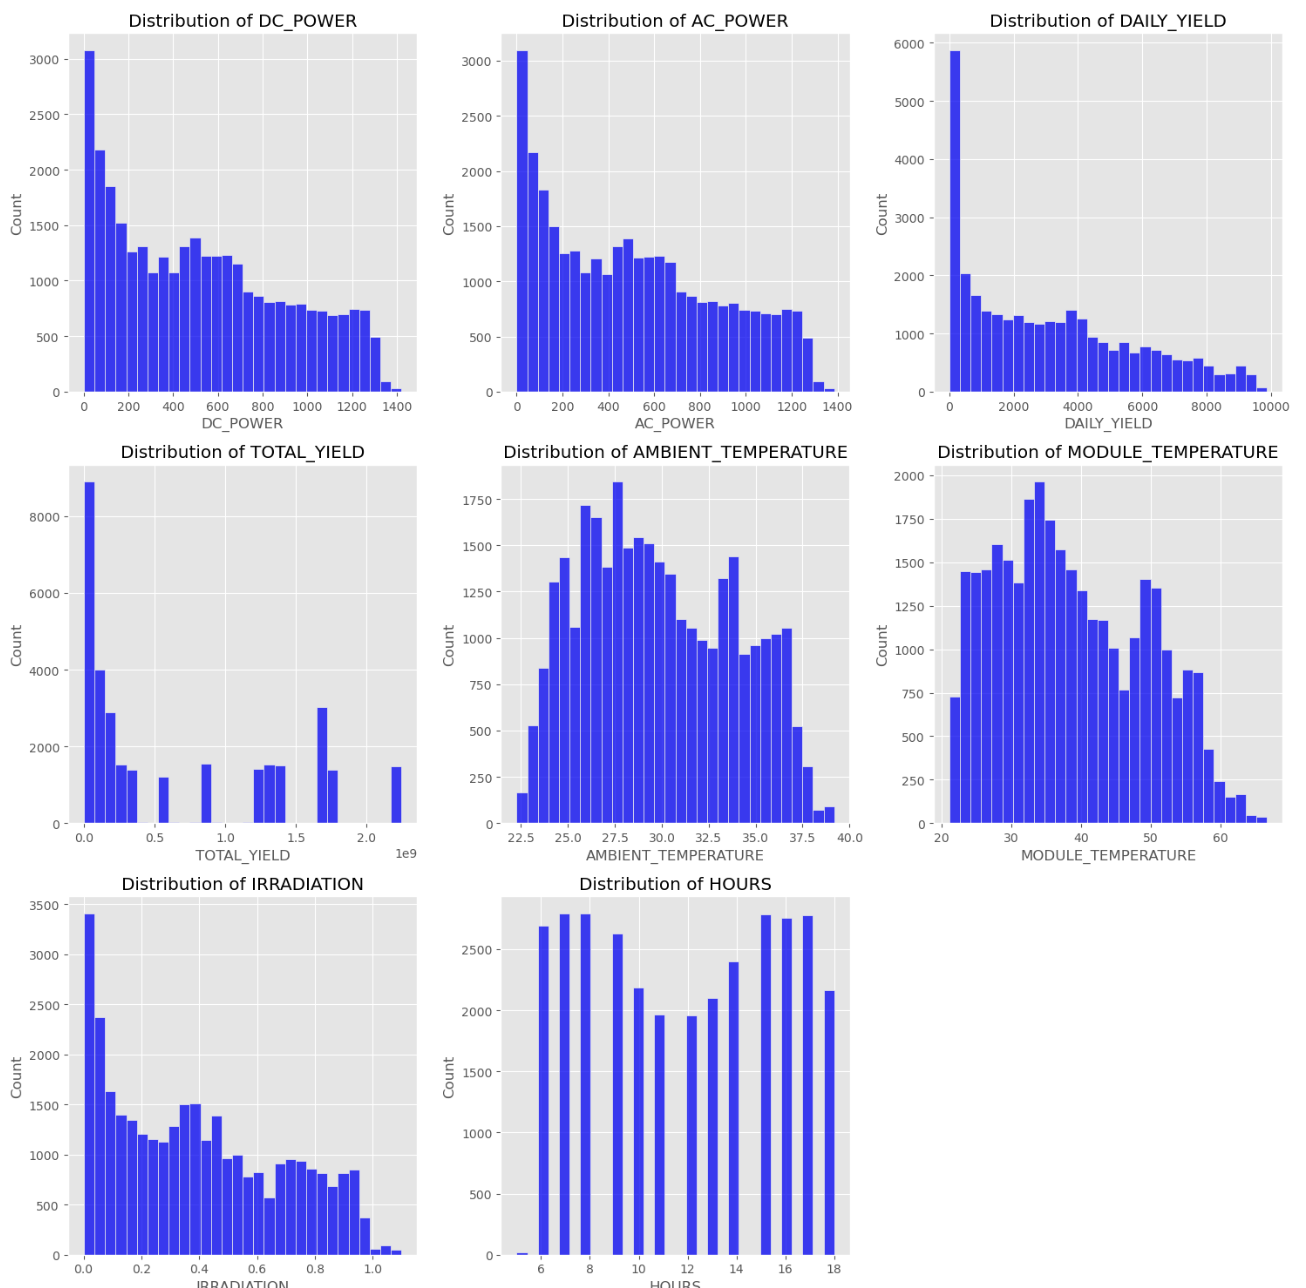 Distribution of DC_POWER
3000
2500
2000
1500
1000
500
0
Count
0 200 400 600 800 1000 1200 1400
DC_POWER
Distribution of AC_POWER
3000
2500
2000
1500
1000
500
0
Count
0 200 400 600 800 1000 1200 1400
AC_POWER
Distribution of DAILY_YIELD
6000
5000
4000
3000
2000
1000
0
Count
0 2000 4000 6000 8000 10000
DAILY_YIELD
Distribution of TOTAL_YIELD
8000
6000
4000
2000
0
Count
0.0 0.5 1.0 1.5 2.0
1e9
TOTAL_YIELD
Distribution of AMBIENT_TEMPERATURE
1750
1500
1250
1000
750
500
250
0
Count
22.5 25.0 27.5 30.0 32.5 35.0 37.5 40.0
AMBIENT_TEMPERATURE
Distribution of MODULE_TEMPERATURE
2000
1750
1500
1250
1000
750
500
250
0
Count
20 30 40 50 60
MODULE_TEMPERATURE
Distribution of IRRADIATION
3500
3000
2500
2000
1500
1000
500
0
Count
0.0 0.2 0.4 0.6 0.8 1.0
IRRADIATION
Distribution of HOURS
2500
2000
1500
1000
500
0
Count
6 8 10 12 14 16 18
HOURS